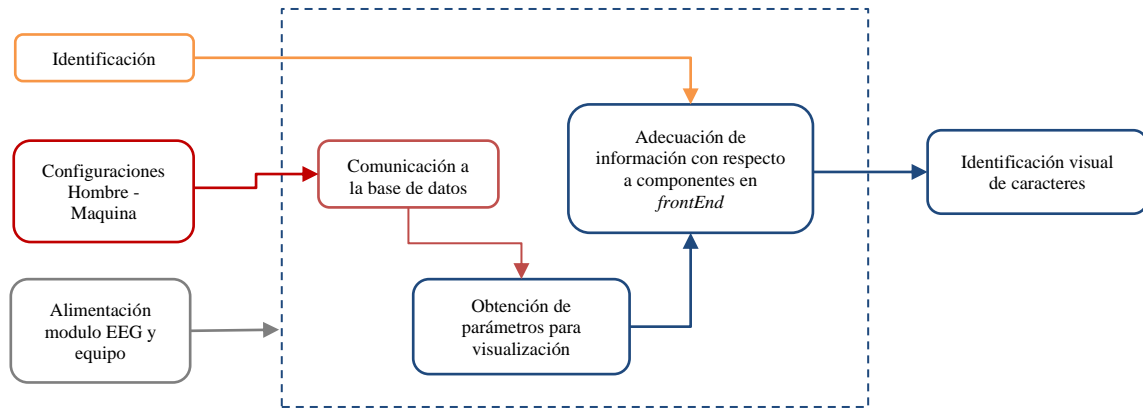 Identificación
Configuraciones
Hombre -
Maquina
Alimentación
modulo EEG y
equipo
Comunicación a
la base de datos
Obtención de
parámetros para
visualización
Adecuación de
información con respecto
a componentes en
frontEnd
Identificación visual
de caracteres